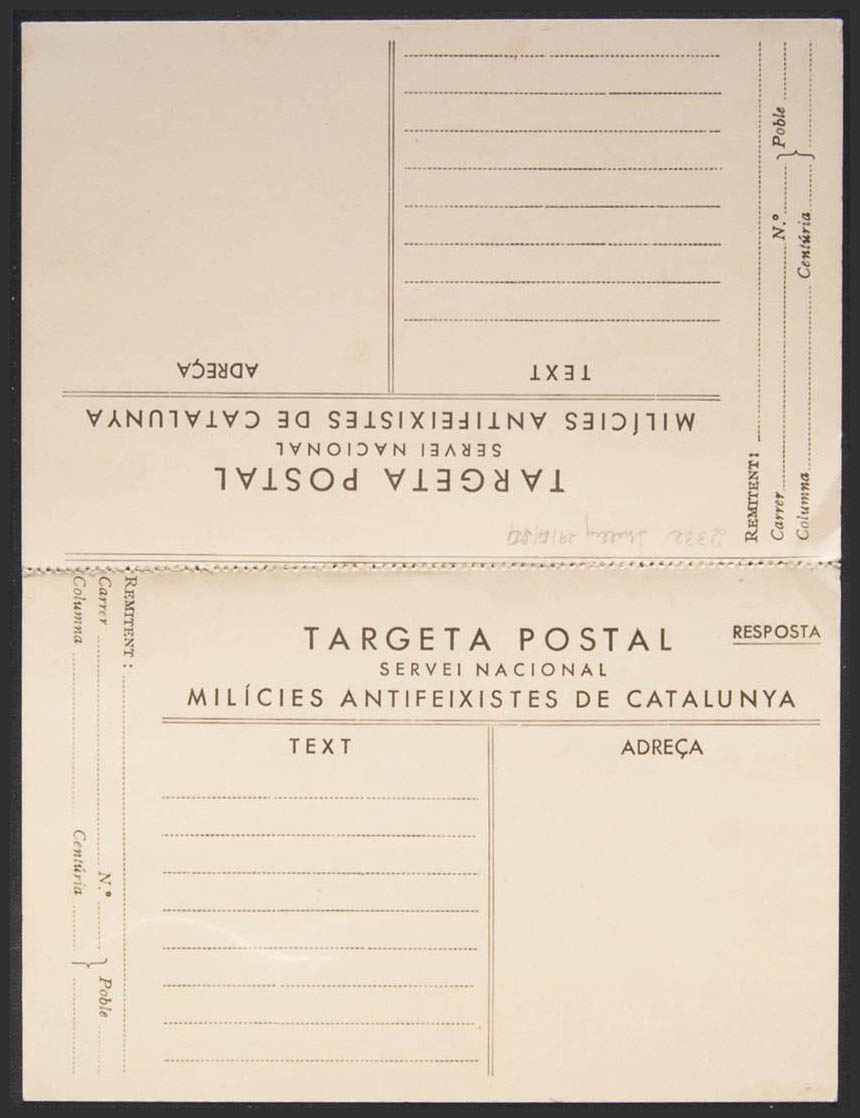 TARGETA POSTAL
SERVEI NACIONAL
MILÍCIES ANTIFEIXISTES DE CATALUNYA
TEXT
ADREÇA
REMITENT:
Carrer N.º Poble
Columna Centúria
TARGETA POSTAL
RESPOSTA
SERVEI NACIONAL
MILÍCIES ANTIFEIXISTES DE CATALUNYA
TEXT
ADREÇA
REMITENT:
Carrer N.º Poble
Columna Centúria